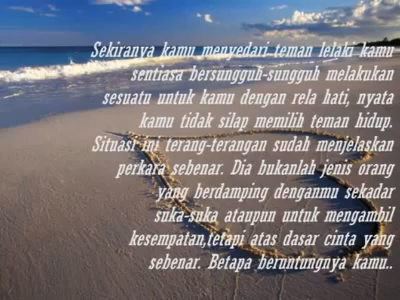 Sekiranya kamu menyedari teman lelaki kamu
sentiasa bersungguh-sungguh melakukan
sesuatu untuk kamu dengan rela hati, nyata
kamu tidak silap memilih teman hidup.
Situasi ini terang-terangan sudah menjelaskan
perkara sebenar. Dia bukanlah jenis orang
yang berdamping denganmu sekadar
suka-suka ataupun untuk mengambil
kesempatan,tetapi atas dasar cinta yang
sebenar. Betapa beruntungnya kamu..